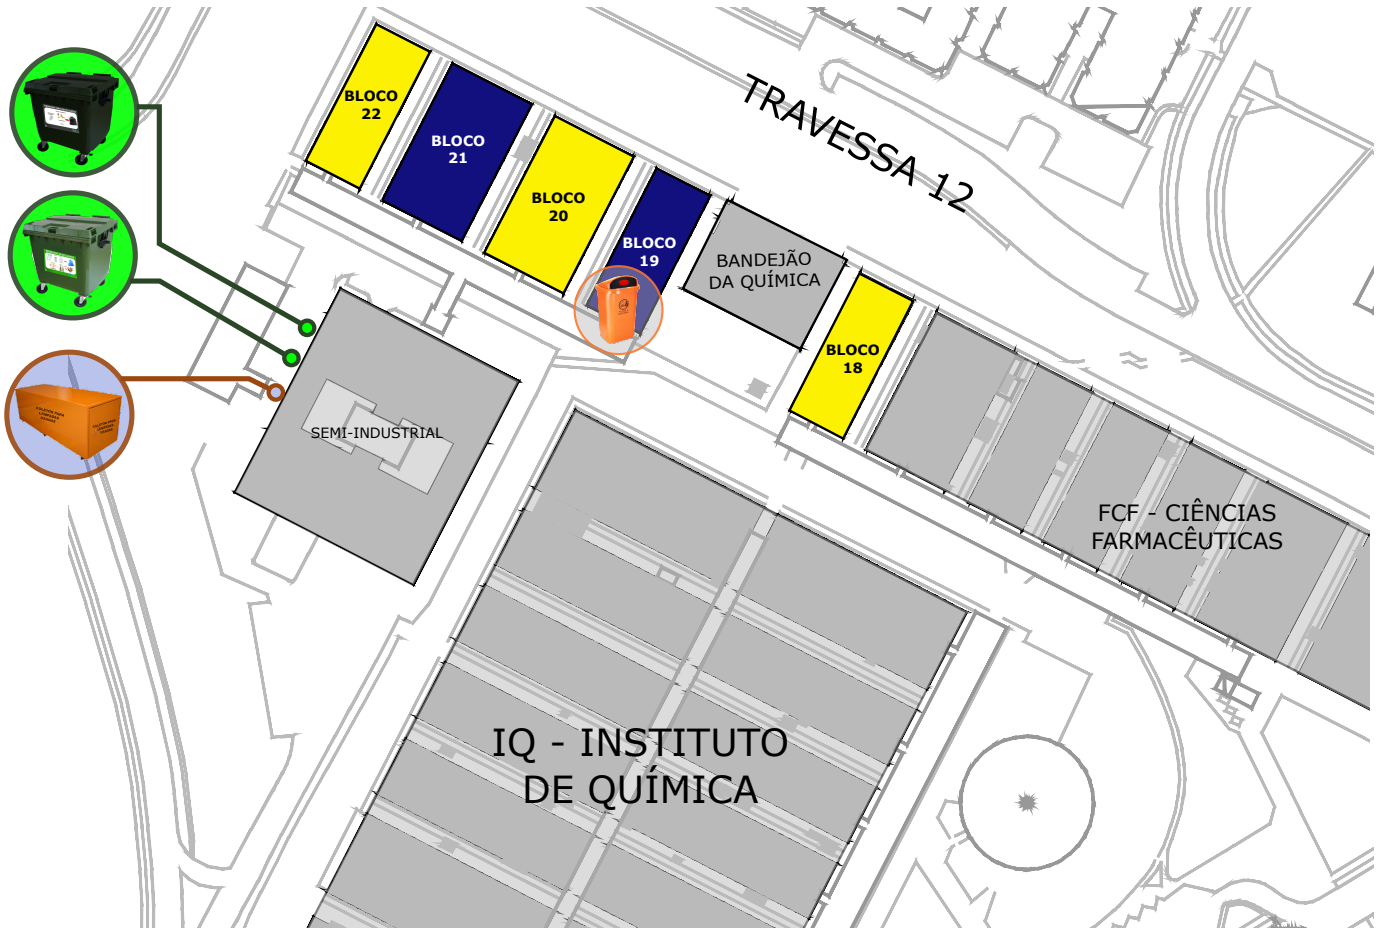 TRAVESSA 12
BLOCO
22
BLOCO
21
BLOCO
20
BLOCO
19
BANDEJÃO
DA QUÍMICA
BLOCO
18
SEMI-INDUSTRIAL
FCF - CIÊNCIAS
FARMACÊUTICAS
IQ - INSTITUTO
DE QUÍMICA